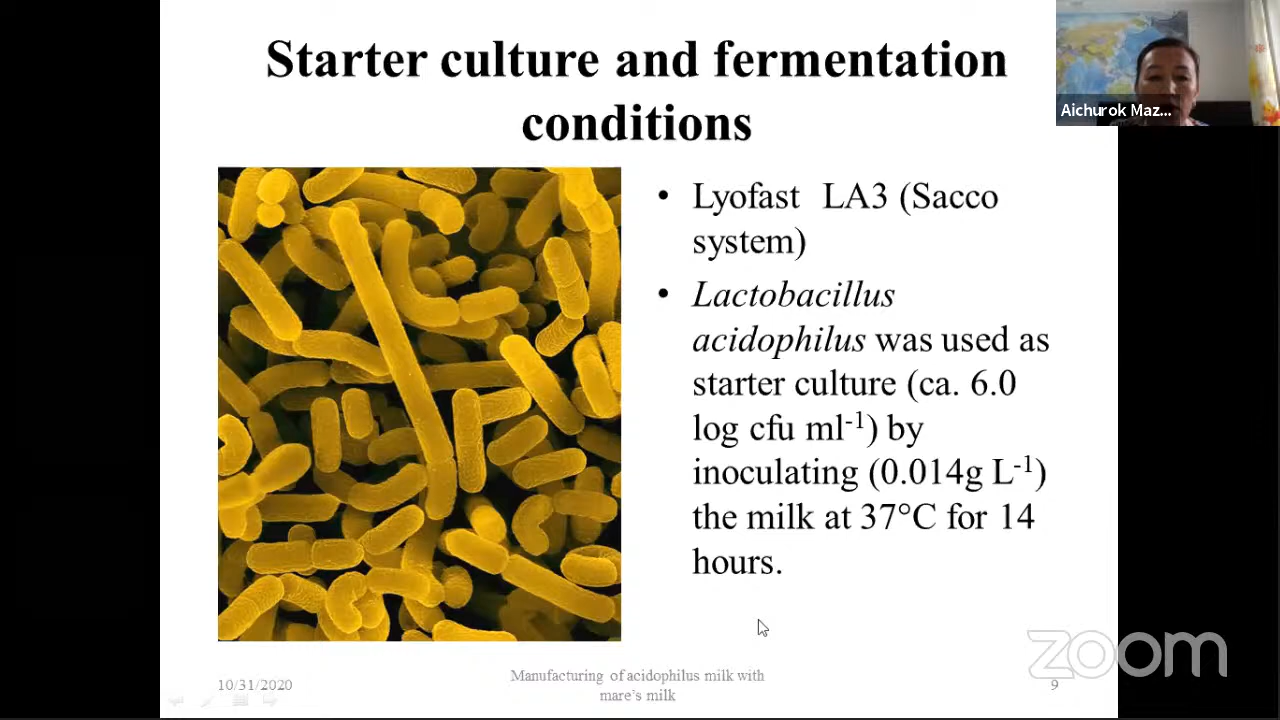 Starter culture and fermentation
conditions
Aichurok Maz...
• Lyofast LA3 (Sacco
system)
• Lactobacillus
acidophilus was used as
starter culture (ca. 6.0
log cfu ml⁻¹) by
inoculating (0.014g L⁻¹)
the milk at 37°C for 14
hours.
zoom
10/31/2020
Manufacturing of acidophilus milk with
mare's milk
9